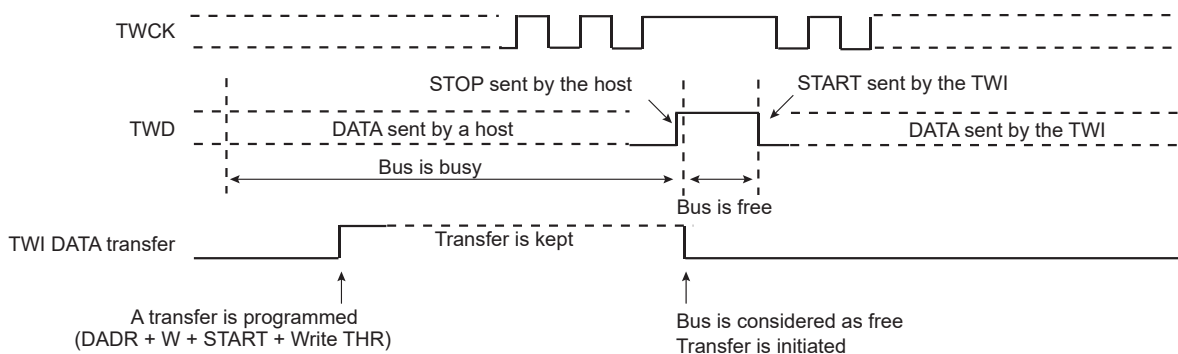 TWCK
STOP sent by the host
START sent by the TWI
TWD
DATA sent by a host
DATA sent by the TWI
Bus is busy
Bus is free
TWI DATA transfer
Transfer is kept
A transfer is programmed
(DADR + W + START + Write THR)
Bus is considered as free
Transfer is initiated